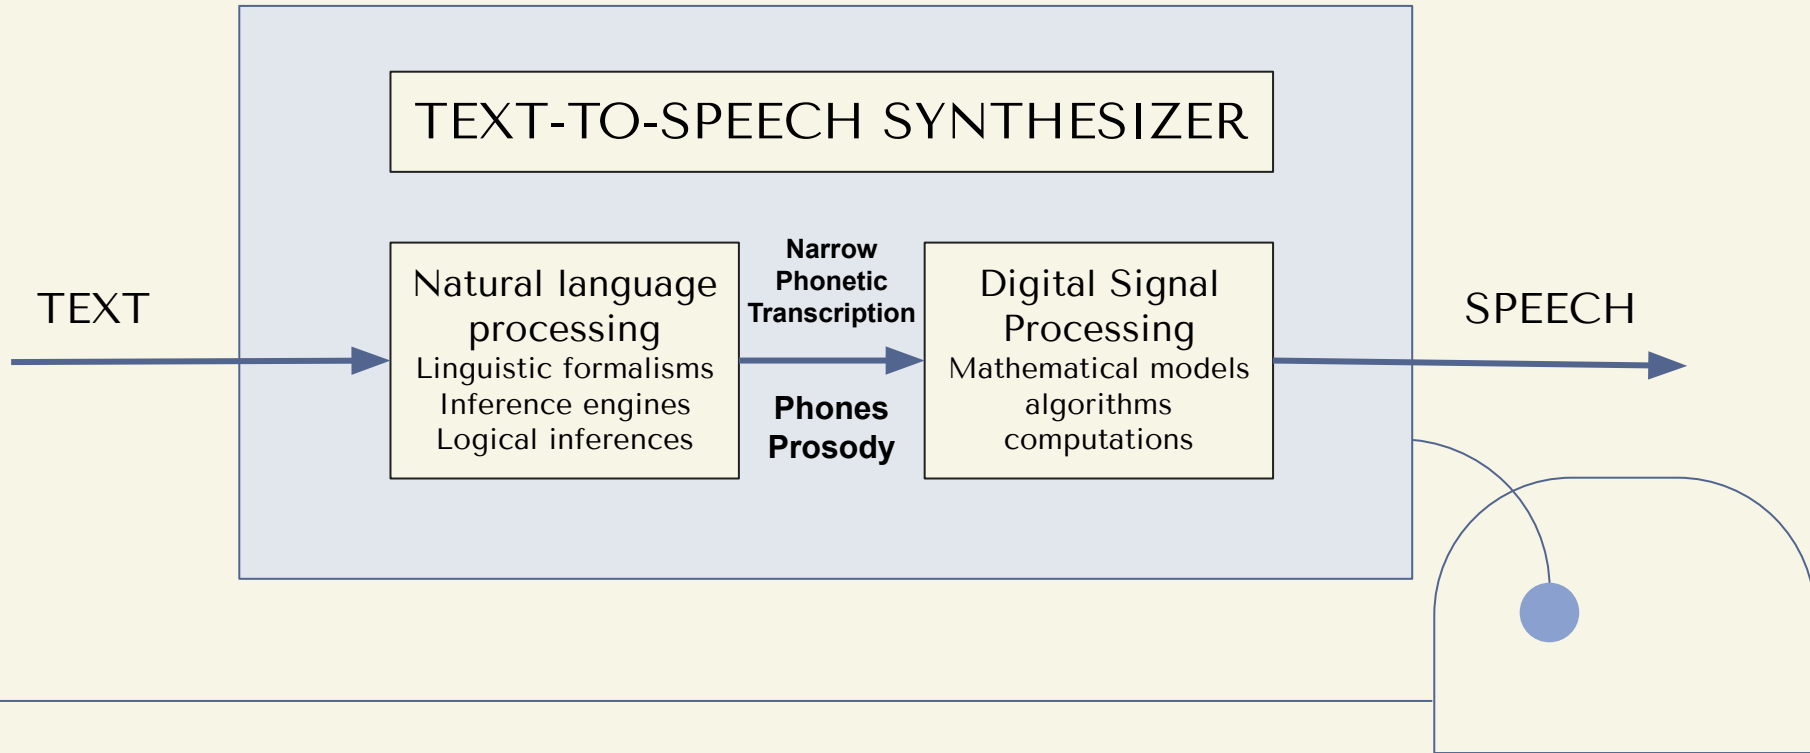 TEXT-TO-SPEECH SYNTHESIZER
TEXT
Natural language
processing
Linguistic formalisms
Inference engines
Logical inferences
Narrow
Phonetic
Transcription
Phones
Prosody
Digital Signal
Processing
Mathematical models
algorithms
computations
SPEECH